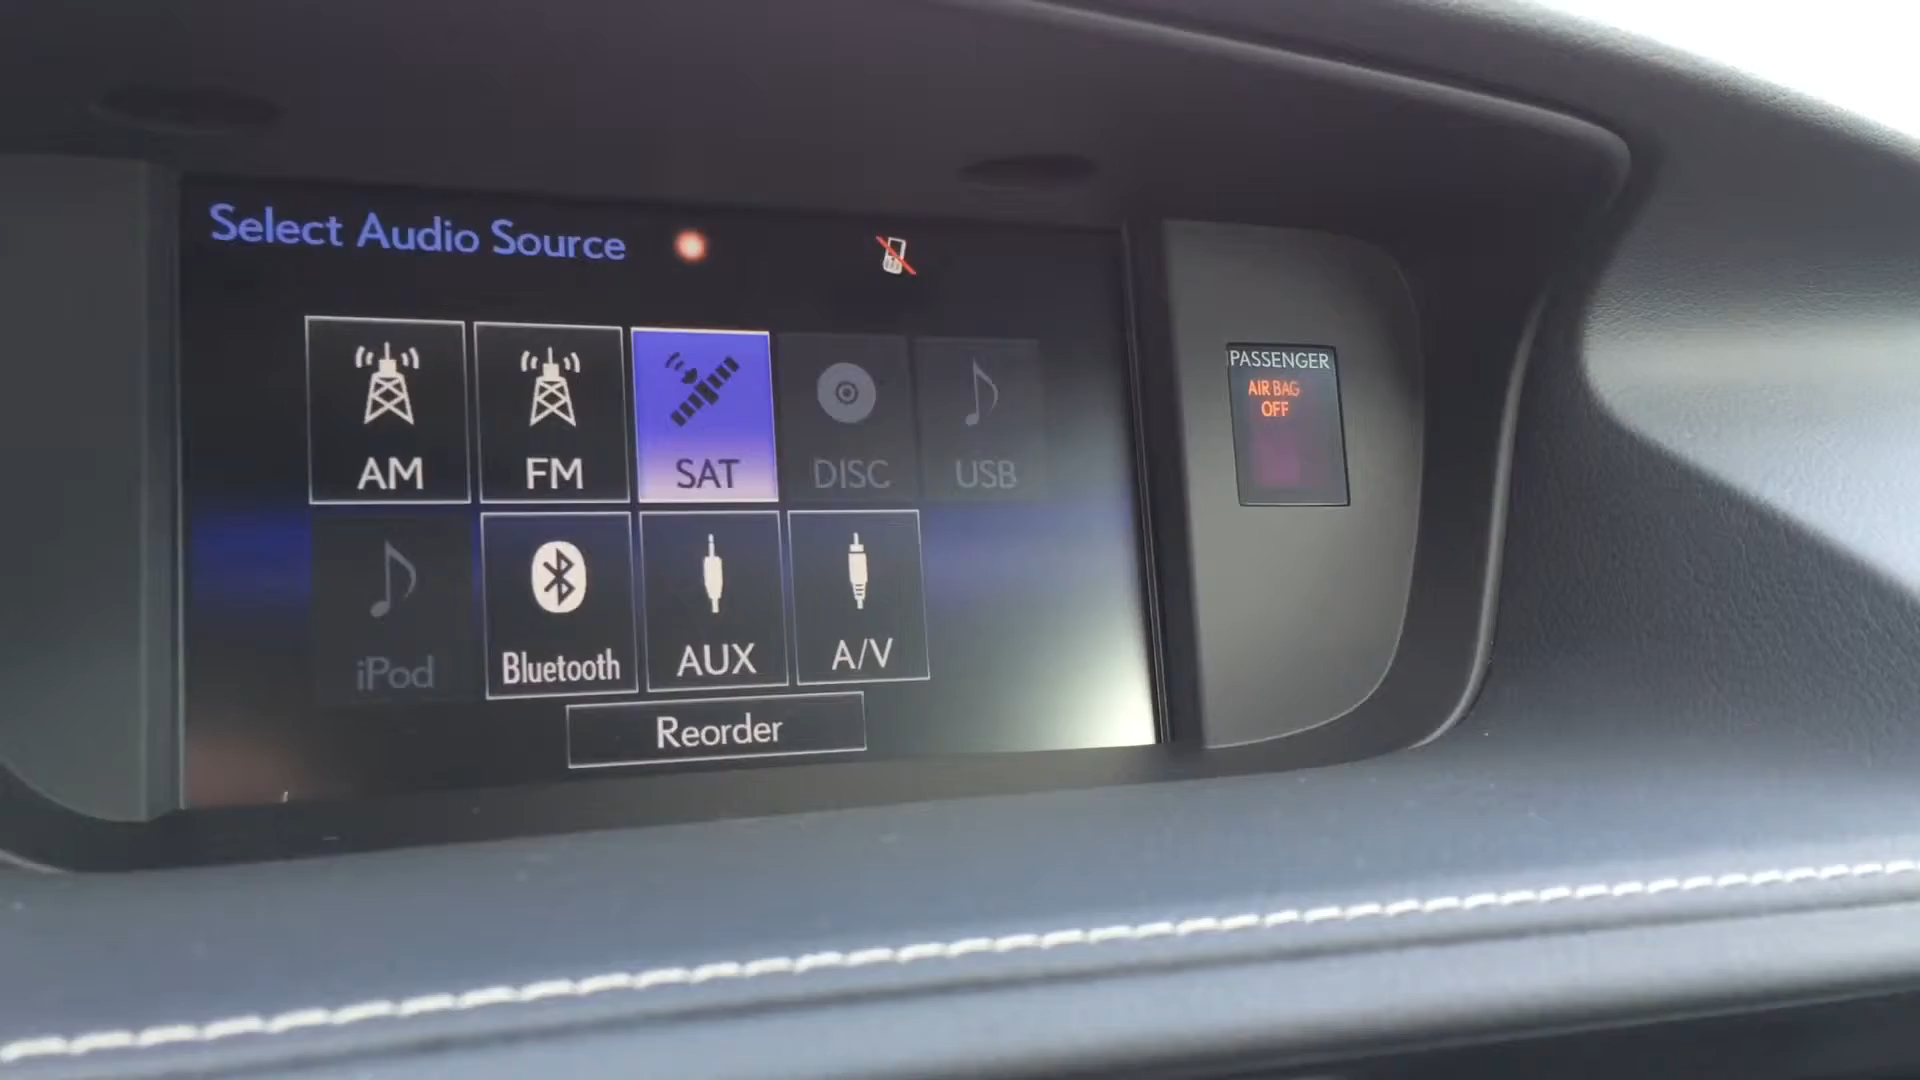 Select Audio Source
AM
FM
SAT
DISC
USB
iPod
Bluetooth
AUX
A/V
Reorder
PASSENGER
AIR BAG
OFF